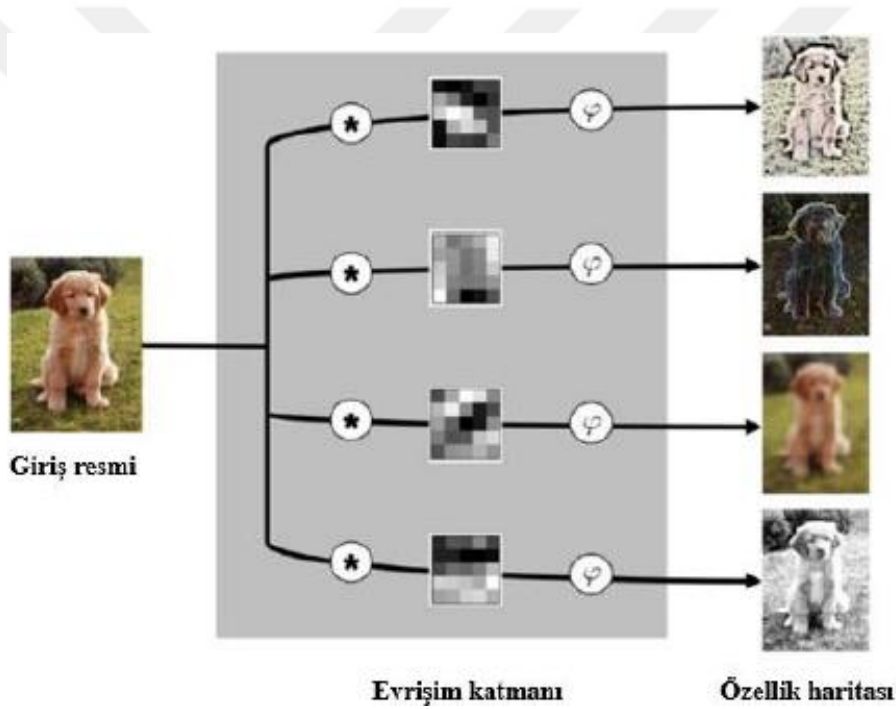 * φ
* φ
* φ
Giriş resmi
* φ
Evrişim katmanı Özellik haritası